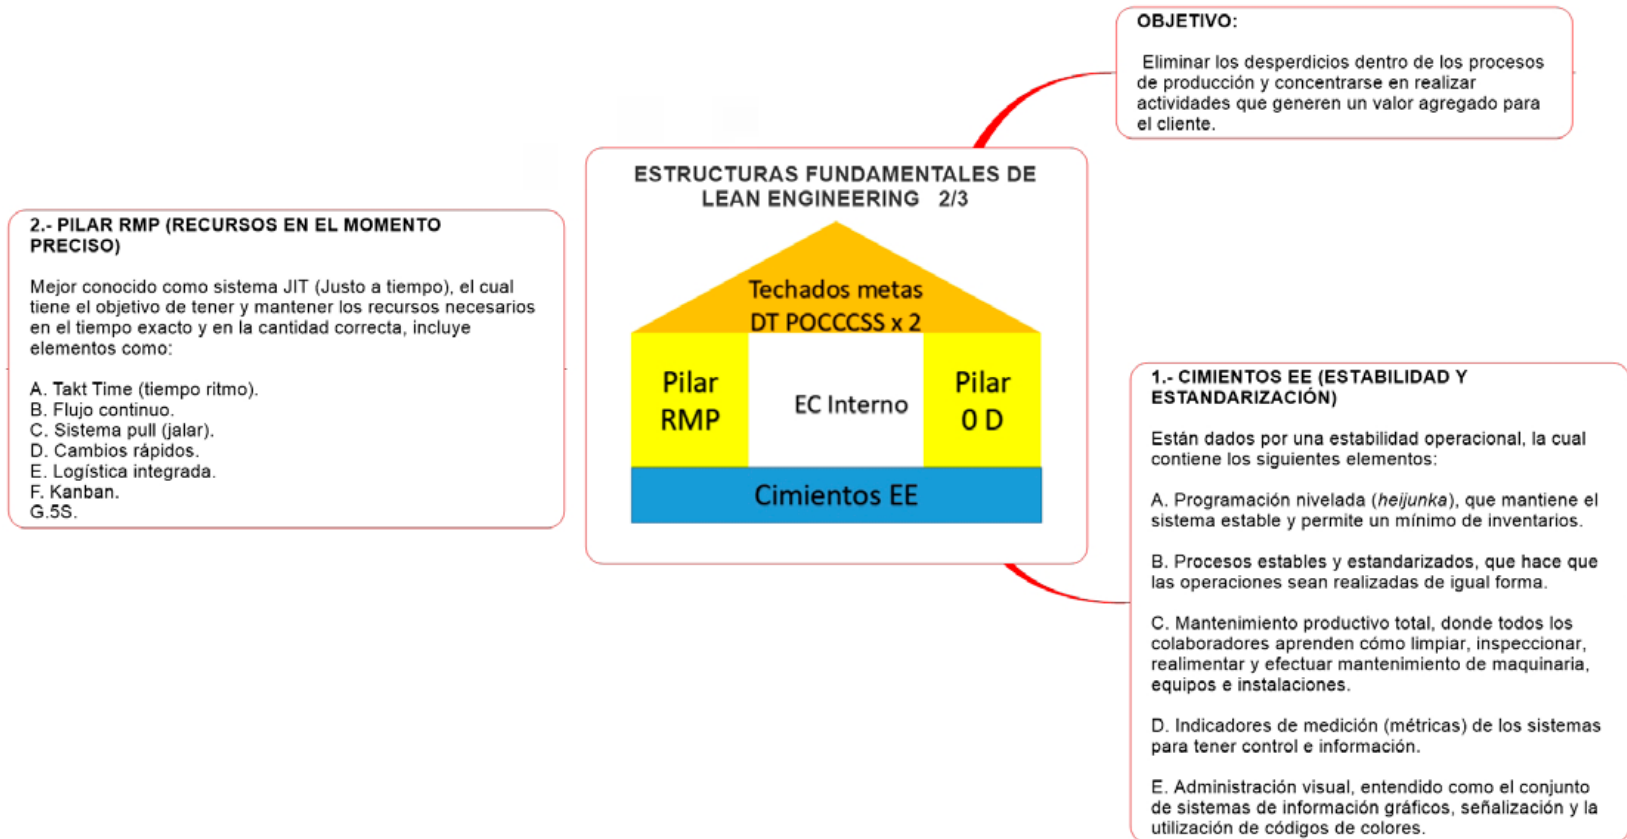 OBJETIVO:
Eliminar los desperdicios dentro de los procesos
de producción y concentrarse en realizar
actividades que generen un valor agregado para
el cliente.
ESTRUCTURAS FUNDAMENTALES DE
LEAN ENGINEERING 2/3
Techados metas
DT POCCCSS x 2
Pilar
RMP
EC Interno
Pilar
0 D
Cimientos EE
2.- PILAR RMP (RECURSOS EN EL MOMENTO
PRECISO)
Mejor conocido como sistema JIT (Justo a tiempo), el cual
tiene el objetivo de tener y mantener los recursos necesarios
en el tiempo exacto y en la cantidad correcta, incluye
elementos como:
A. Takt Time (tiempo ritmo).
B. Flujo continuo.
C. Sistema pull (jalar).
D. Cambios rápidos.
E. Logística integrada.
F. Kanban.
G.5S.
1.- CIMIENTOS EE (ESTABILIDAD Y
ESTANDARIZACIÓN)
Están dados por una estabilidad operacional, la cual
contiene los siguientes elementos:
A. Programación nivelada (heijunka), que mantiene el
sistema estable y permite un mínimo de inventarios.
B. Procesos estables y estandarizados, que hace que
las operaciones sean realizadas de igual forma.
C. Mantenimiento productivo total, donde todos los
colaboradores aprenden cómo limpiar, inspeccionar,
realimentar y efectuar mantenimiento de maquinaria,
equipos e instalaciones.
D. Indicadores de medición (métricas) de los sistemas
para tener control e información.
E. Administración visual, entendido como el conjunto
de sistemas de información gráficos, señalización y la
utilización de códigos de colores.